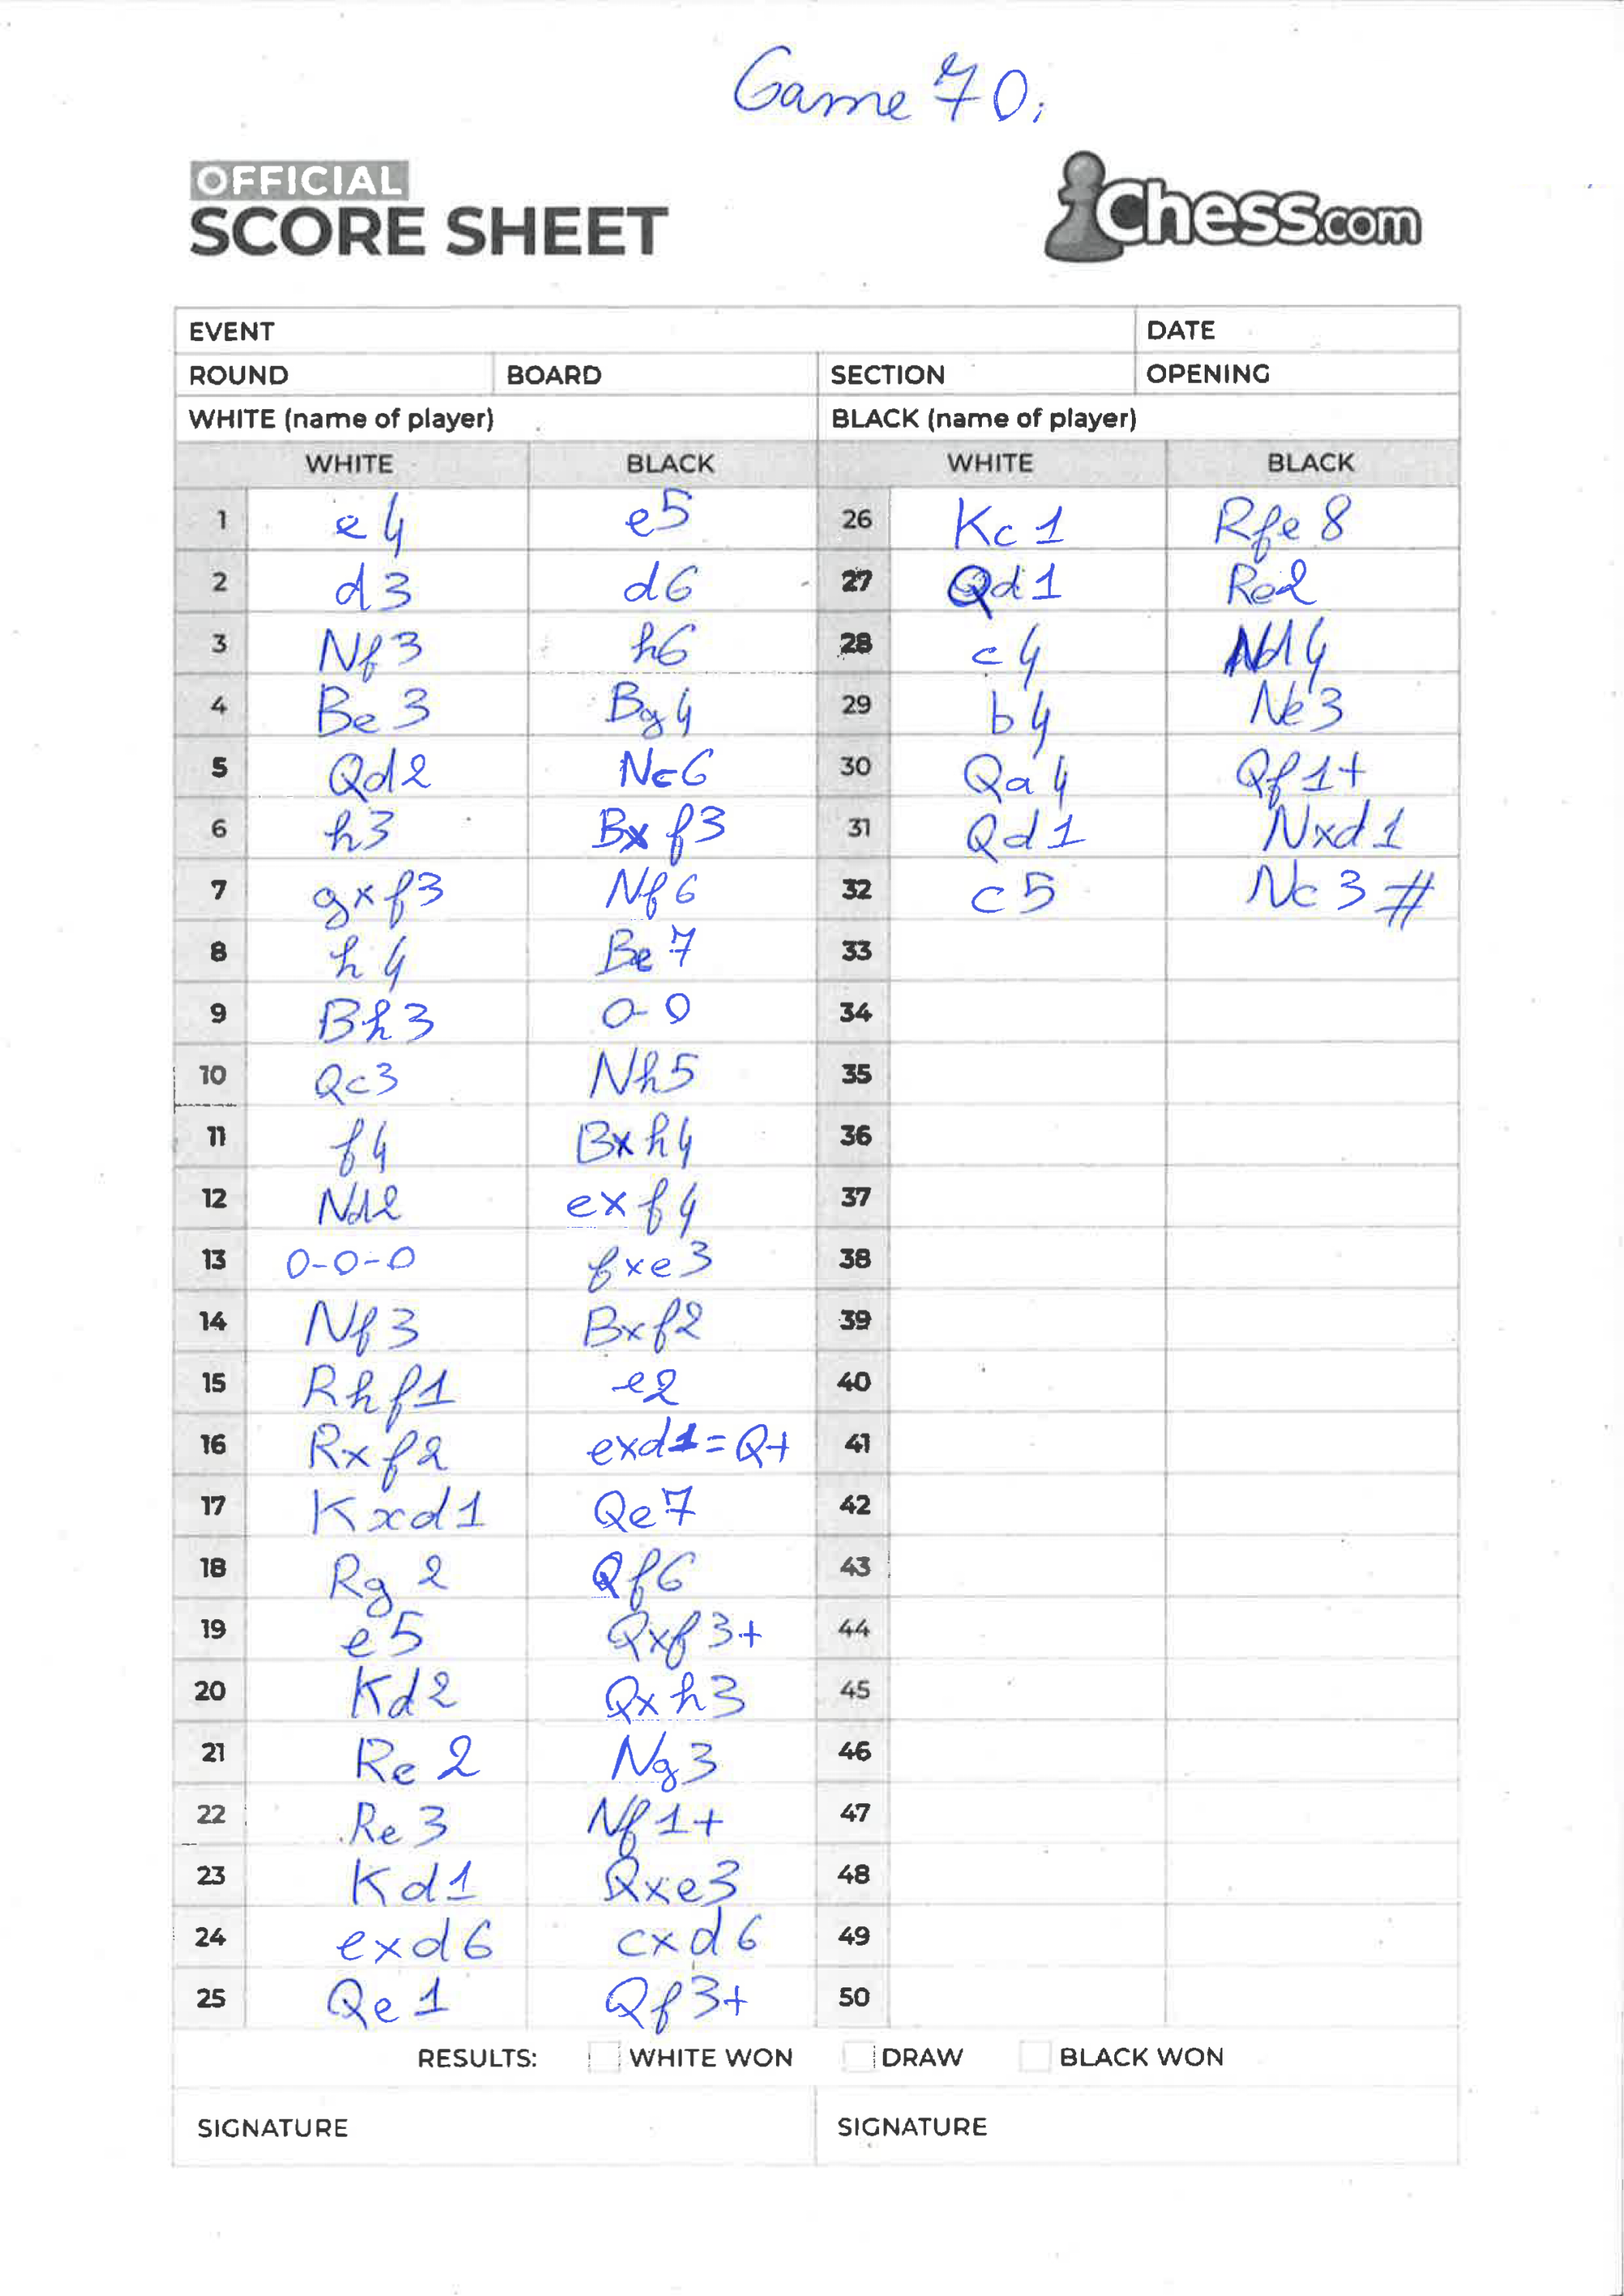 Game 70.
OFFICIAL
SCORE SHEET
Chess.com
EVENT DATE
ROUND BOARD SECTION OPENING
WHITE (name of player) BLACK (name of player)
WHITE BLACK WHITE BLACK
1 e4 e5 26 Kc1 Rfe8
2 d3 d6 27 Qd1 Re2
3 Nf3 h6 28 c4 Nd4
4 Be3 Bg4 29 b4 Ne3
5 Qd2 Nc6 30 Qa4 Qf1+
6 h3 Bxf3 31 Qd1 Nxd1
7 gxf3 Nf6 32 c5 Nc3#
8 h4 Be7 33
9 Bh3 0-0 34
10 Qc3 Nh5 35
11 f4 Bxh4 36
12 Nd2 exf4 37
13 0-0-0 fxe3 38
14 Nf3 Bxf2 39
15 Rhf1 e2 40
16 Rxf2 exd1=Q+ 41
17 Kxd1 Qe7 42
18 Rg2 Qf6 43
19 e5 Qxf3+ 44
20 Kd2 Qxh3 45
21 Re2 Ng3 46
22 Re3 Nf1+ 47
23 Kd1 Qxe3 48
24 exd6 cxd6 49
25 Qe1 Qf3+ 50
RESULTS: WHITE WON DRAW BLACK WON
SIGNATURE SIGNATURE